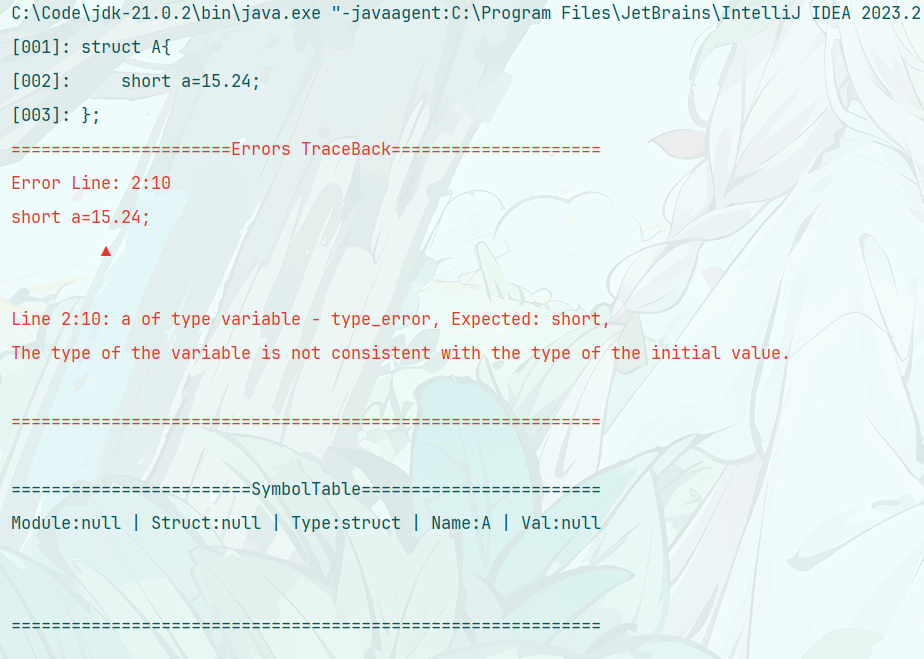 C:\Code\jdk-21.0.2\bin\java.exe "-javaagent:C:\Program Files\JetBrains\IntelliJ IDEA 2023.2
[001]: struct A{
[002]:     short a=15.24;
[003]: };
======================Errors TraceBack=====================
Error Line: 2:10
short a=15.24;
         ▲
Line 2:10: a of type variable - type_error, Expected: short,
The type of the variable is not consistent with the type of the initial value.
===========================================================
========================SymbolTable========================
Module:null | Struct:null | Type:struct | Name:A | Val:null
===========================================================